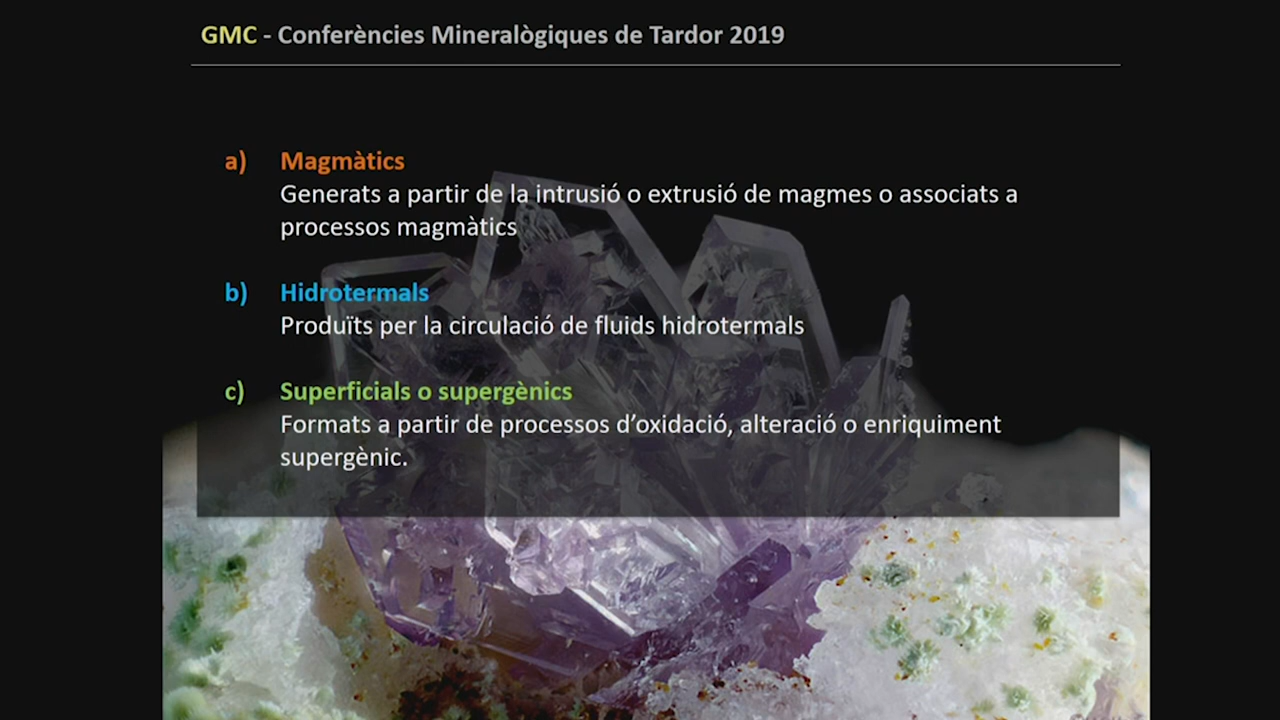 GMC - Conferències Mineralògiques de Tardor 2019
a) Magmàtics
Generats a partir de la intrusió o extrusió de magmes o associats a
processos magmàtics
b) Hidrotermals
Produïts per la circulació de fluids hidrotermals
c) Superficials o supergènics
Formats a partir de processos d’oxidació, alteració o enriquiment
supergènic.